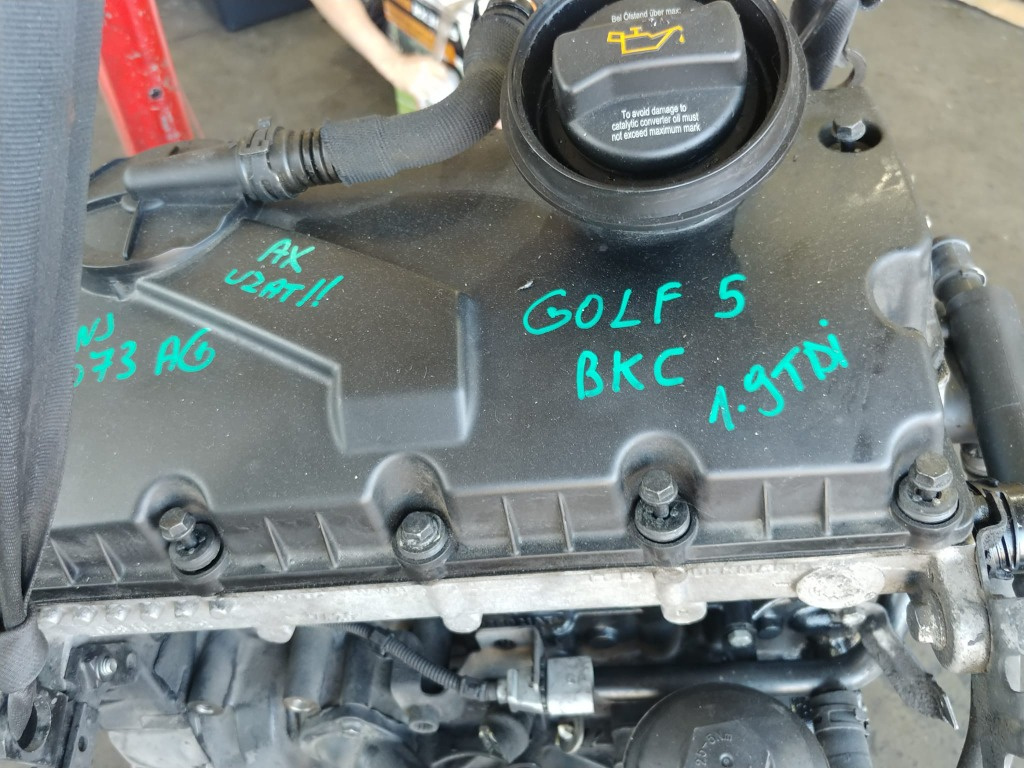 Bei Ölstand über max:
To avoid damage to
catalytic converter oil must
not exceed maximum mark
AX
UZAT!!
GOLF 5
BKC
1.9TDi
073 AG